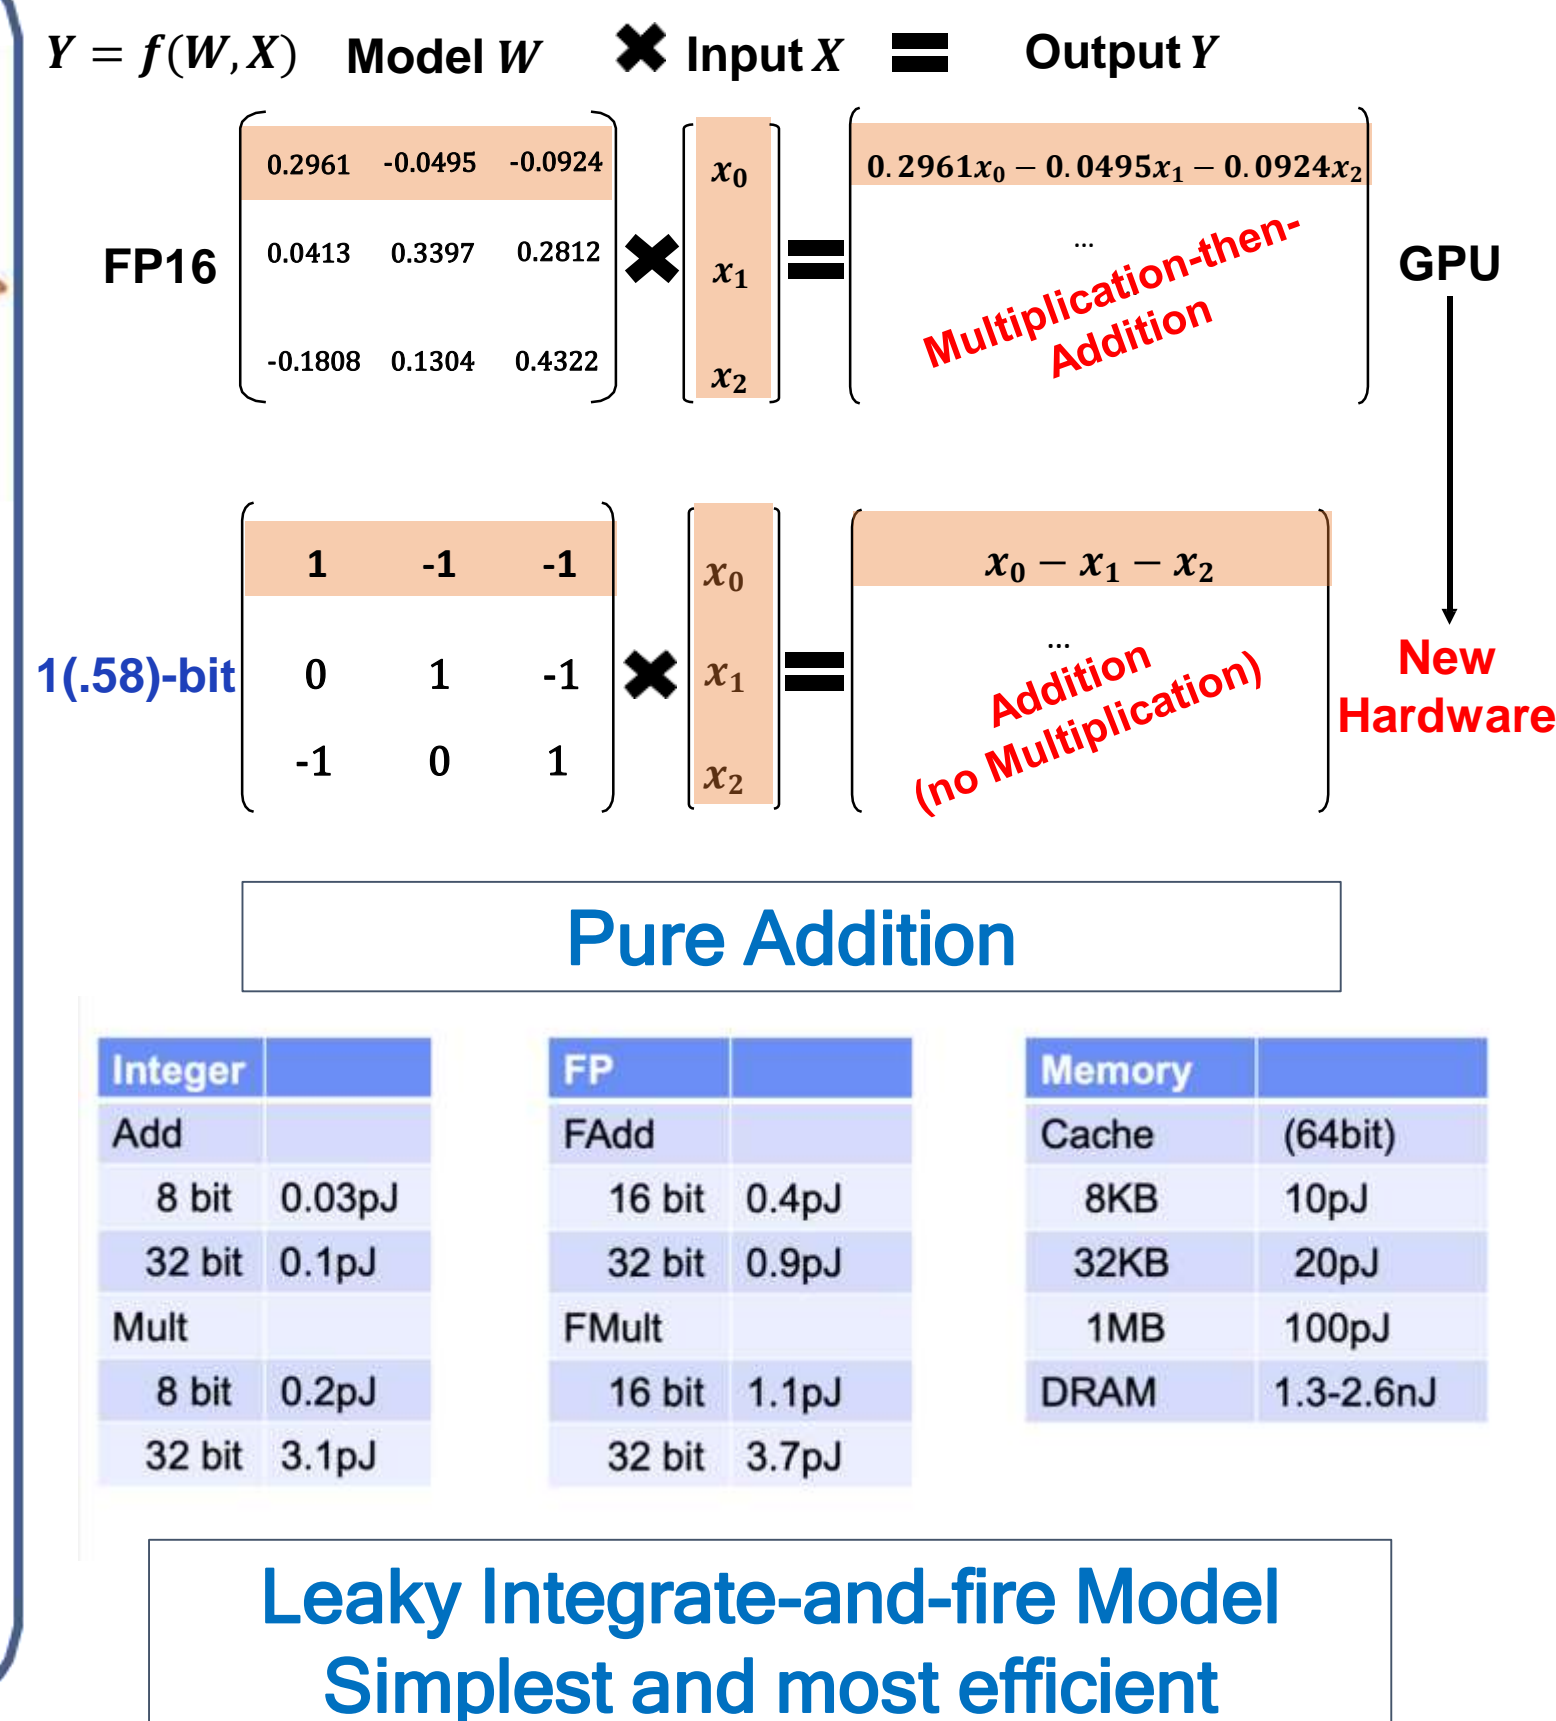 Y = f(W, X) Model W ✖ Input X = Output Y
FP16
0.2961 -0.0495 -0.0924
0.0413 0.3397 0.2812
-0.1808 0.1304 0.4322
✖
x₀
x₁
x₂
=
0.2961x₀ − 0.0495x₁ − 0.0924x₂
...
Multiplication-then-
Addition
GPU
1(.58)-bit
1 -1 -1
0 1 -1
-1 0 1
✖
x₀
x₁
x₂
=
x₀ − x₁ − x₂
...
Addition
(no Multiplication)
New
Hardware
Pure Addition
Integer
Add
8 bit 0.03pJ
32 bit 0.1pJ
Mult
8 bit 0.2pJ
32 bit 3.1pJ
FP
FAdd
16 bit 0.4pJ
32 bit 0.9pJ
FMult
16 bit 1.1pJ
32 bit 3.7pJ
Memory
Cache (64bit)
8KB 10pJ
32KB 20pJ
1MB 100pJ
DRAM 1.3-2.6nJ
Leaky Integrate-and-fire Model
Simplest and most efficient